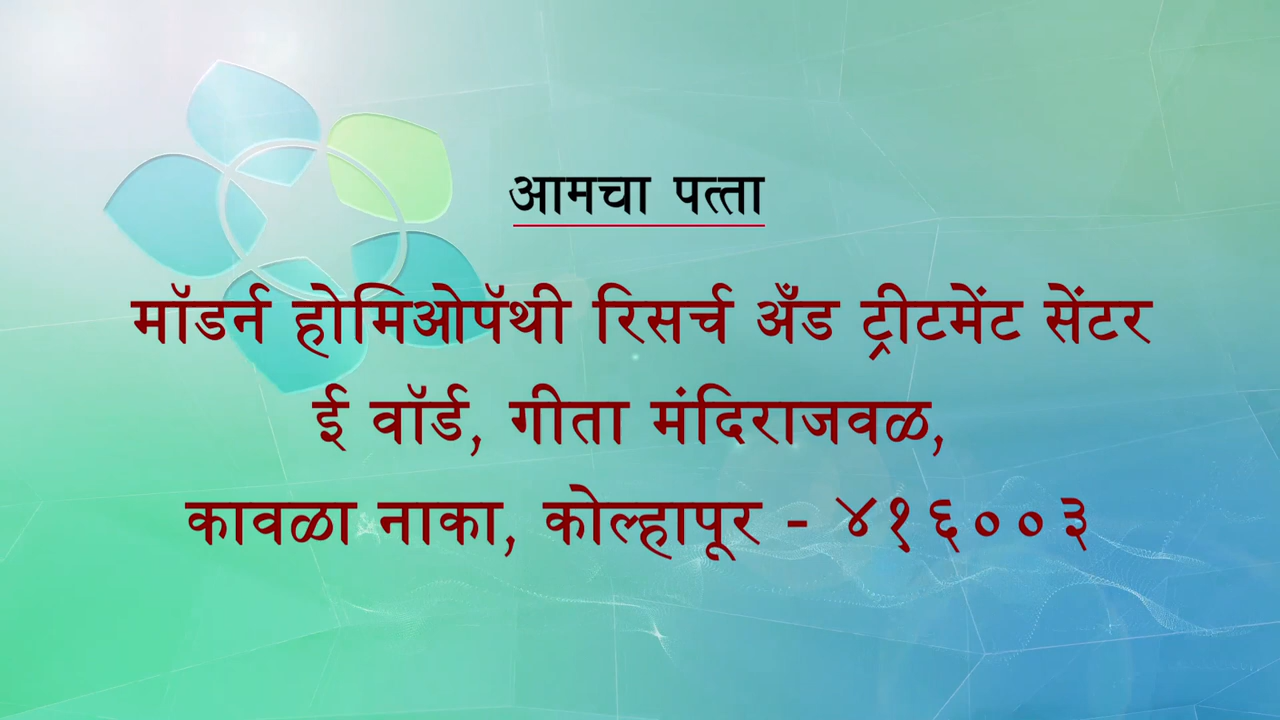 आमचा पत्ता
मॉडर्न होमिओपॅथी रिसर्च अँड ट्रीटमेंट सेंटर
ई वॉर्ड, गीता मंदिराजवळ,
कावळा नाका, कोल्हापूर - ४१६००३